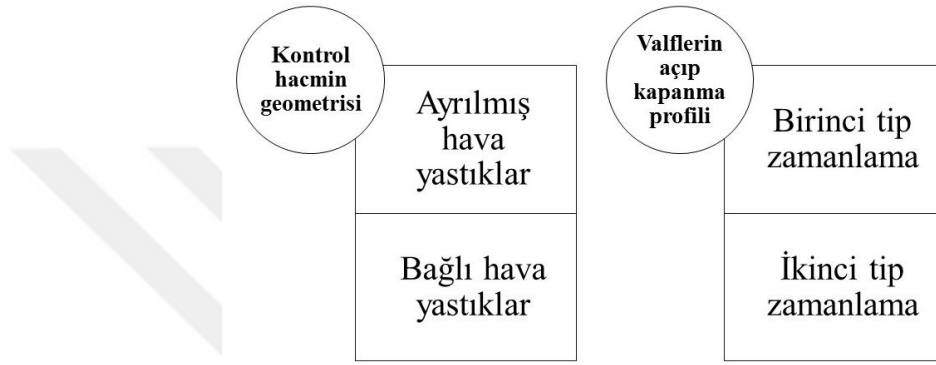 Kontrol
hacmin
geometrisi
Ayrılmış
hava
yastıklar
Bağlı hava
yastıklar
Valflerin
açıp
kapanma
profili
Birinci tip
zamanlama
İkinci tip
zamanlama